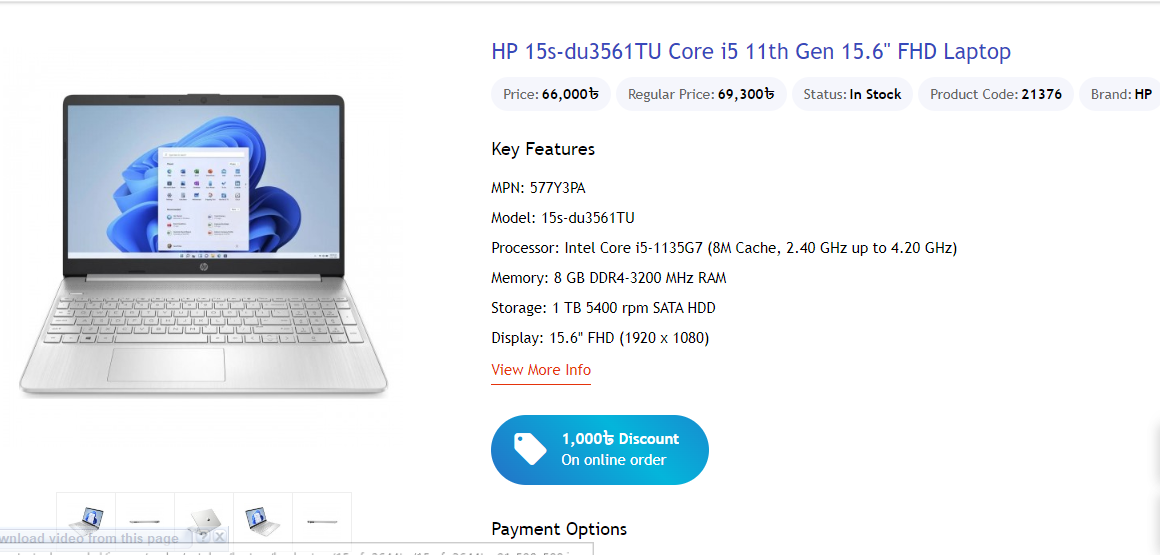 HP 15s-du3561TU Core i5 11th Gen 15.6" FHD Laptop
Price: 66,000৳ Regular Price: 69,300৳ Status: In Stock Product Code: 21376 Brand: HP
Key Features
MPN: 577Y3PA
Model: 15s-du3561TU
Processor: Intel Core i5-1135G7 (8M Cache, 2.40 GHz up to 4.20 GHz)
Memory: 8 GB DDR4-3200 MHz RAM
Storage: 1 TB 5400 rpm SATA HDD
Display: 15.6" FHD (1920 x 1080)
View More Info
1,000৳ Discount
On online order
wnload video from this page ? X
Payment Options